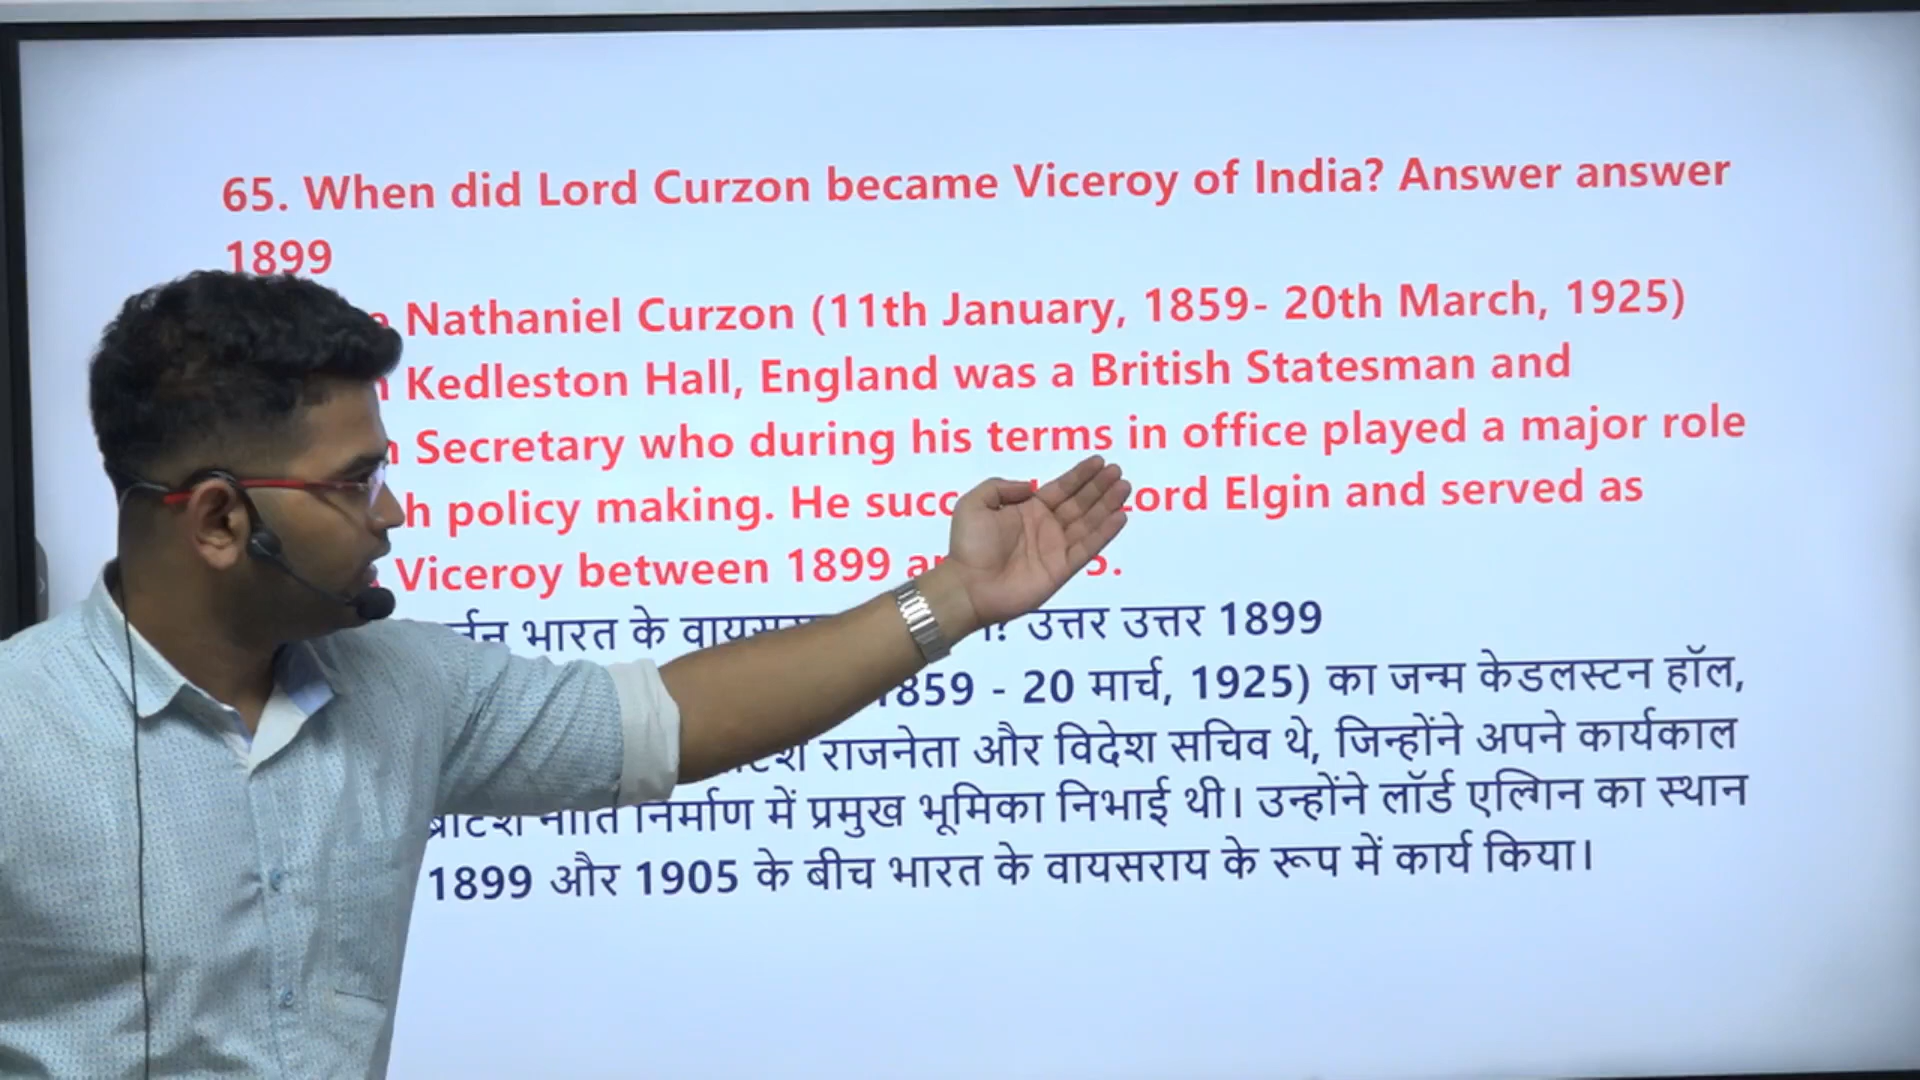 65. When did Lord Curzon became Viceroy of India? Answer answer
1899
Nathaniel Curzon (11th January, 1859- 20th March, 1925)
Kedleston Hall, England was a British Statesman and
Secretary who during his terms in office played a major role
policy making. He Lord Elgin and served as
Viceroy between 1899
भारत के उत्तर उत्तर 1899
1859 - 20 मार्च, 1925) का जन्म केडलस्टन हॉल,
राजनेता और विदेश सचिव थे, जिन्होंने अपने कार्यकाल
निर्माण में प्रमुख भूमिका निभाई थी। उन्होंने लॉर्ड एल्गिन का स्थान
1899 और 1905 के बीच भारत के वायसराय के रूप में कार्य किया।